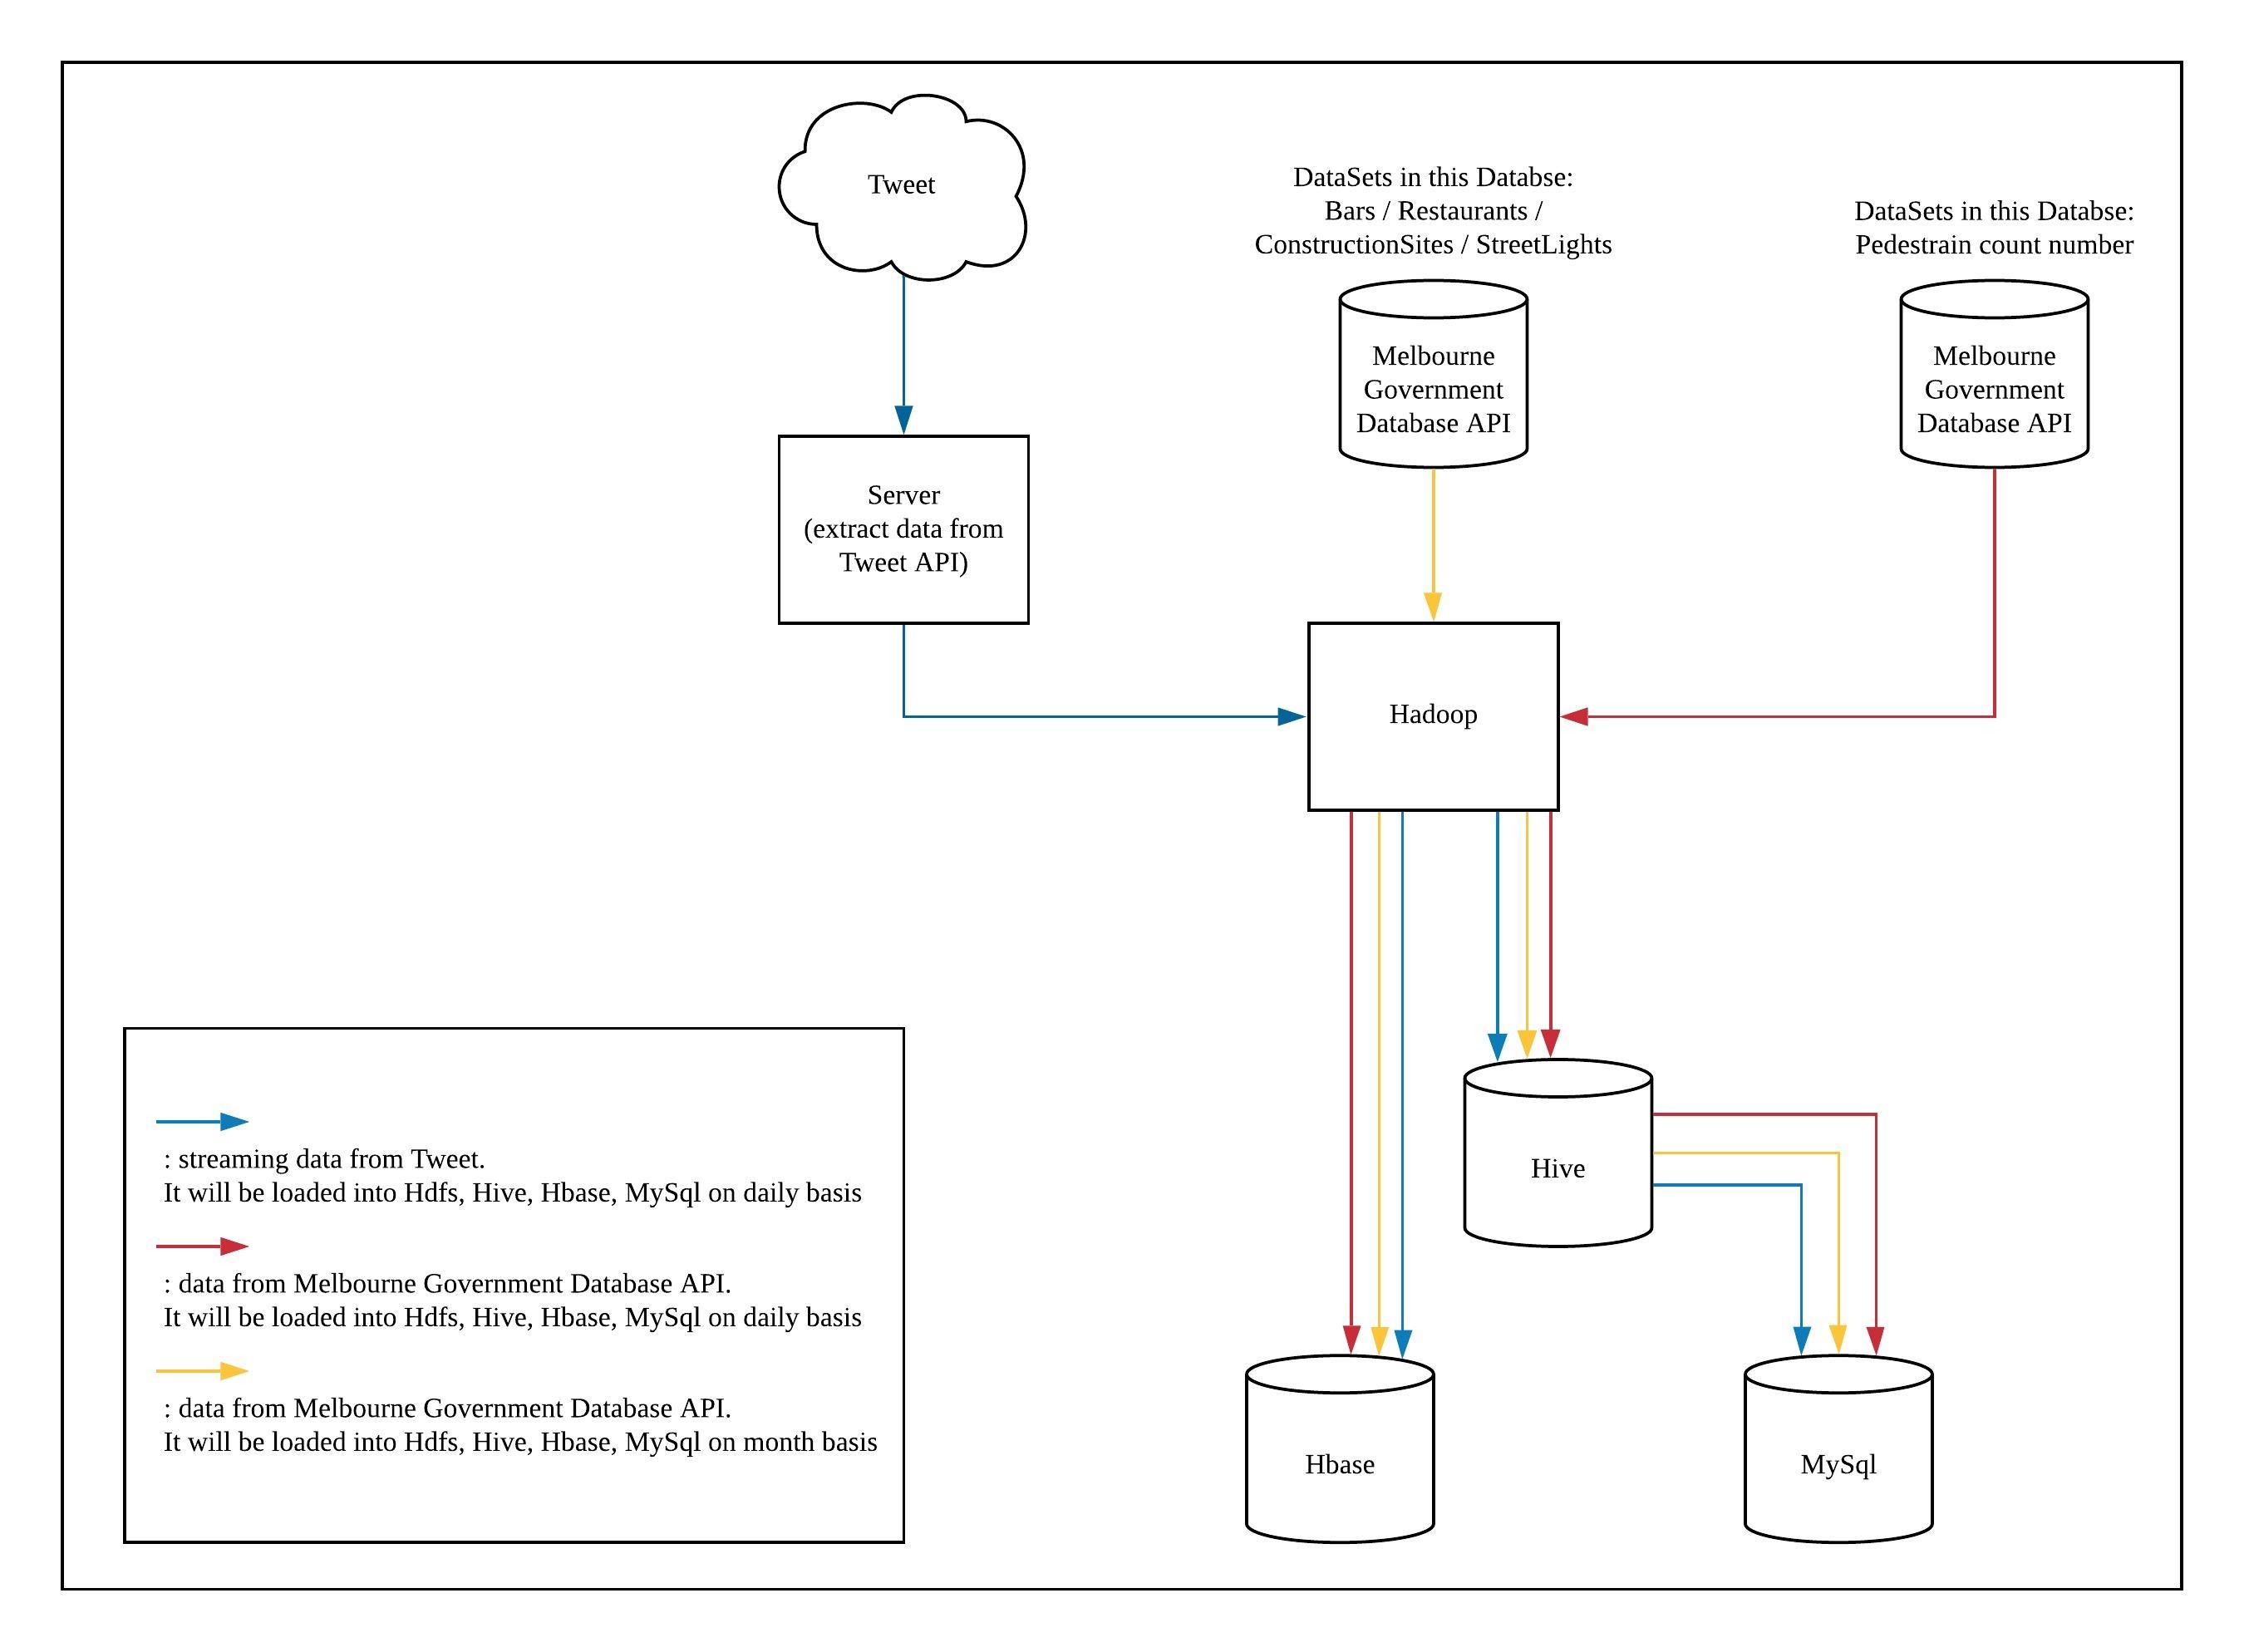 Tweet
DataSets in this Databse:
Bars / Restaurants /
ConstructionSites / StreetLights
DataSets in this Databse:
Pedestrain count number
Melbourne
Government
Database API
Melbourne
Government
Database API
Server
(extract data from
Tweet API)
Hadoop
Hive
Hbase
MySql
: streaming data from Tweet.
It will be loaded into Hdfs, Hive, Hbase, MySql on daily basis
: data from Melbourne Government Database API.
It will be loaded into Hdfs, Hive, Hbase, MySql on daily basis
: data from Melbourne Government Database API.
It will be loaded into Hdfs, Hive, Hbase, MySql on month basis